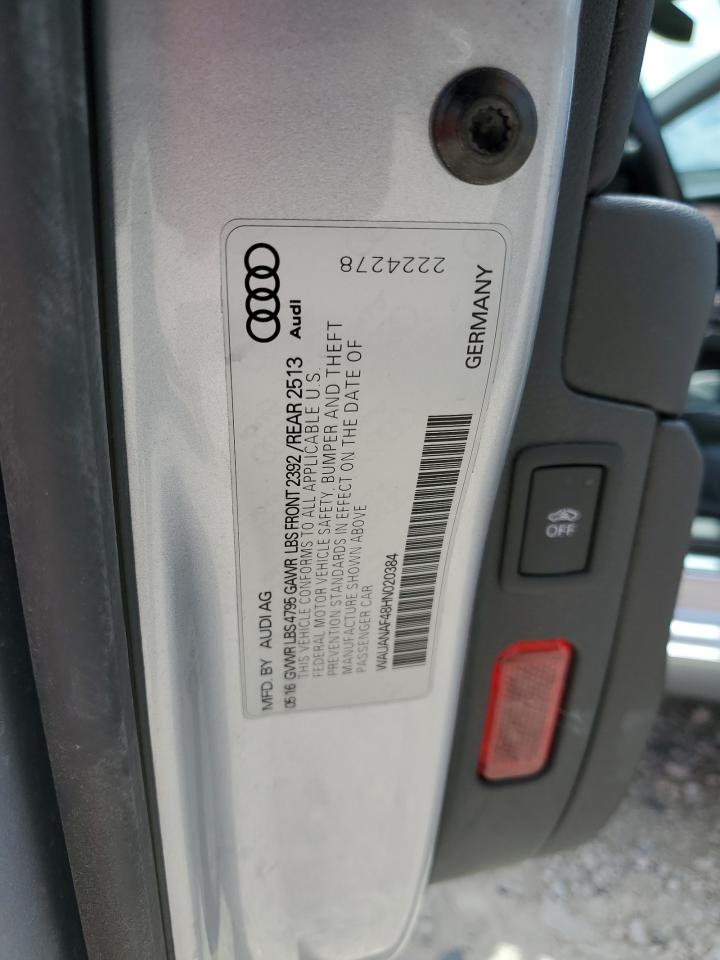 MFD. BY AUDI AG
05 16 GVWR LBS 4795 GAWR LBS FRONT 2392 /REAR 2513
Audi
THIS VEHICLE CONFORMS TO ALL APPLICABLE U.S.
FEDERAL MOTOR VEHICLE SAFETY, BUMPER AND THEFT
PREVENTION STANDARDS IN EFFECT ON THE DATE OF
MANUFACTURE SHOWN ABOVE
2224278
PASSENGER CAR
WAUANAF48HN020384
GERMANY
OFF